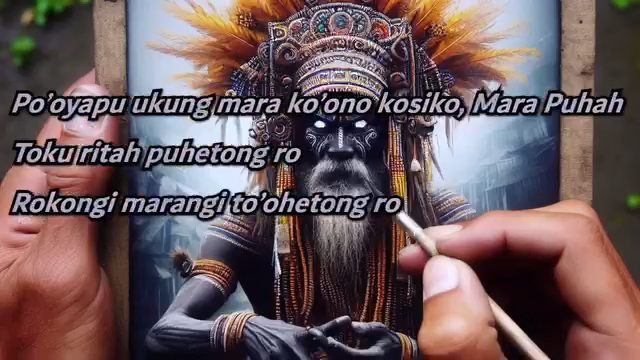 Po’oyapu ukung mara ko’ono kosiko, Mara Puhah
Toku ritah puhetong ro
Rokongi marangi to’ohetong ro